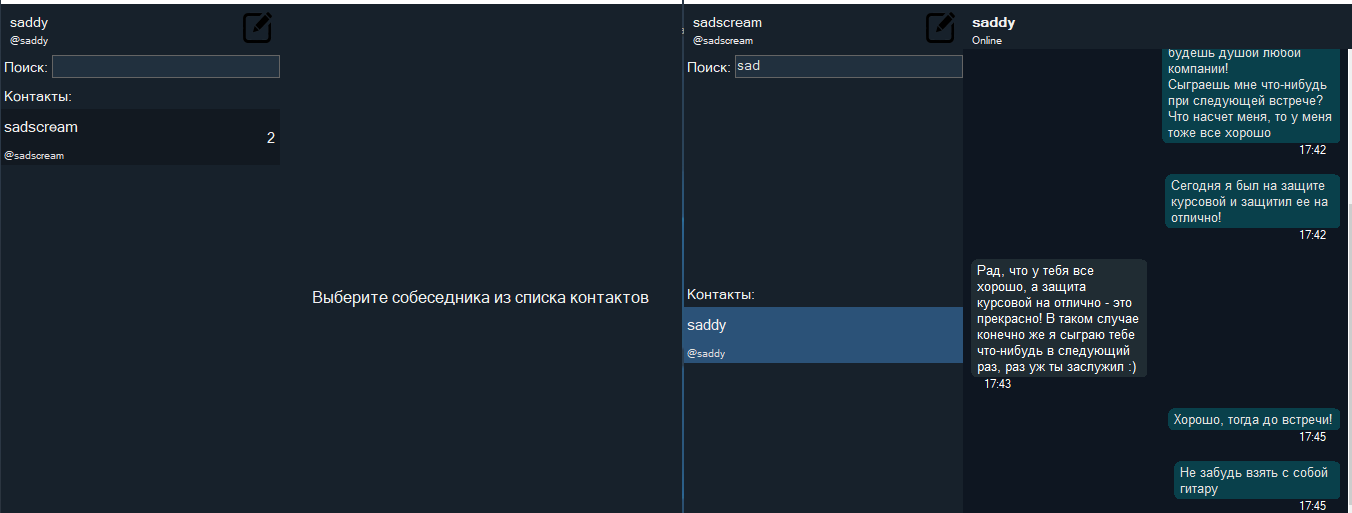 saddy
@saddy
Поиск:
Контакты:
sadscream
2
@sadscream
Выберите собеседника из списка контактов
sadscream
@sadscream
Поиск: sad
Контакты:
saddy
@saddy
saddy
Online
будешь душой любой
компании!
Сыграешь мне что-нибудь
при следующей встрече?
Что насчет меня, то у меня
тоже все хорошо
17:42
Сегодня я был на защите
курсовой и защитил ее на
отлично!
17:42
Рад, что у тебя все
хорошо, а защита
курсовой на отлично - это
прекрасно! В таком случае
конечно же я сыграю тебе
что-нибудь в следующий
раз, раз уж ты заслужил :)
17:43
Хорошо, тогда до встречи!
17:45
Не забудь взять с собой
гитару
17:45